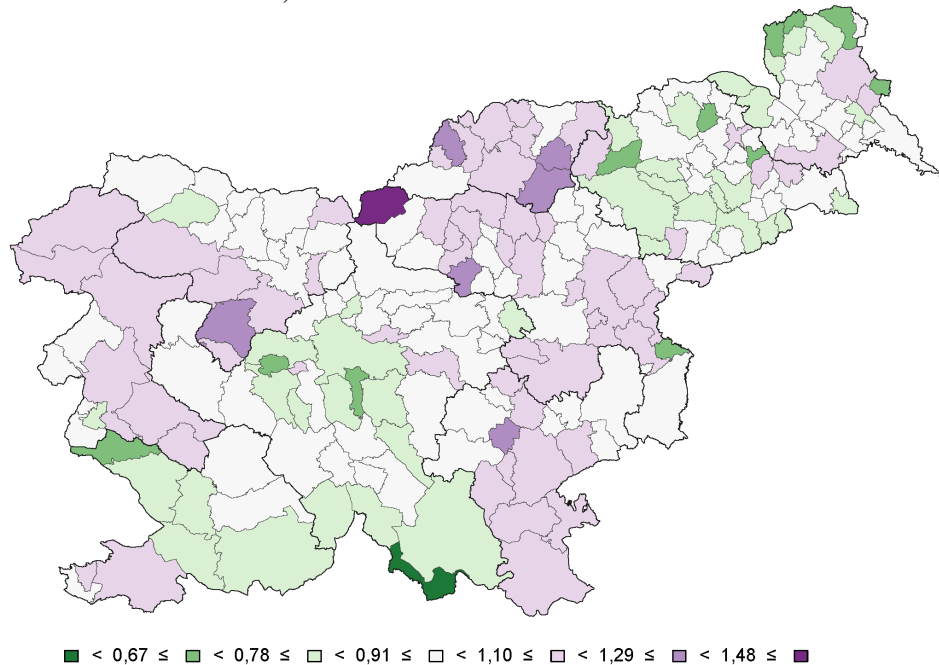 < 0,67 ≤ < 0,78 ≤ < 0,91 ≤ < 1,10 ≤ < 1,29 ≤ < 1,48 ≤